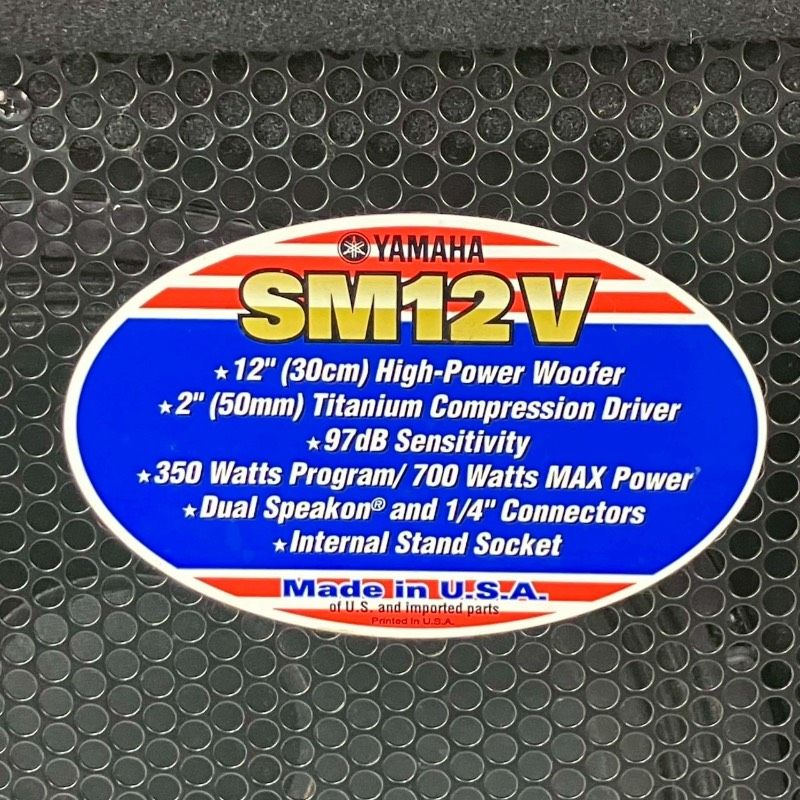 YAMAHA
SM12V
★12" (30cm) High-Power Woofer
★2" (50mm) Titanium Compression Driver
★97dB Sensitivity
★350 Watts Program/ 700 Watts MAX Power
★Dual Speakon® and 1/4" Connectors
★Internal Stand Socket
Made in U.S.A.
of U.S. and imported parts
Printed in U.S.A.